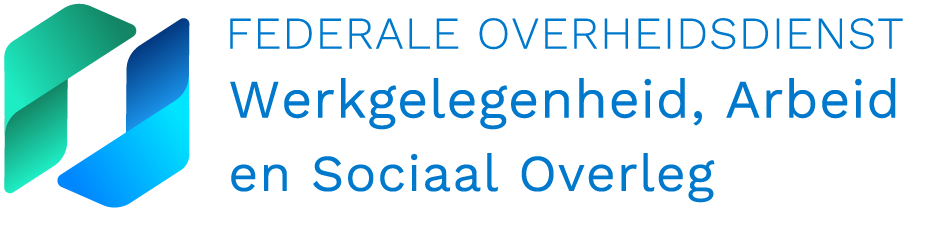 FEDERALE OVERHEIDSDIENST
Werkgelegenheid, Arbeid
en Sociaal Overleg